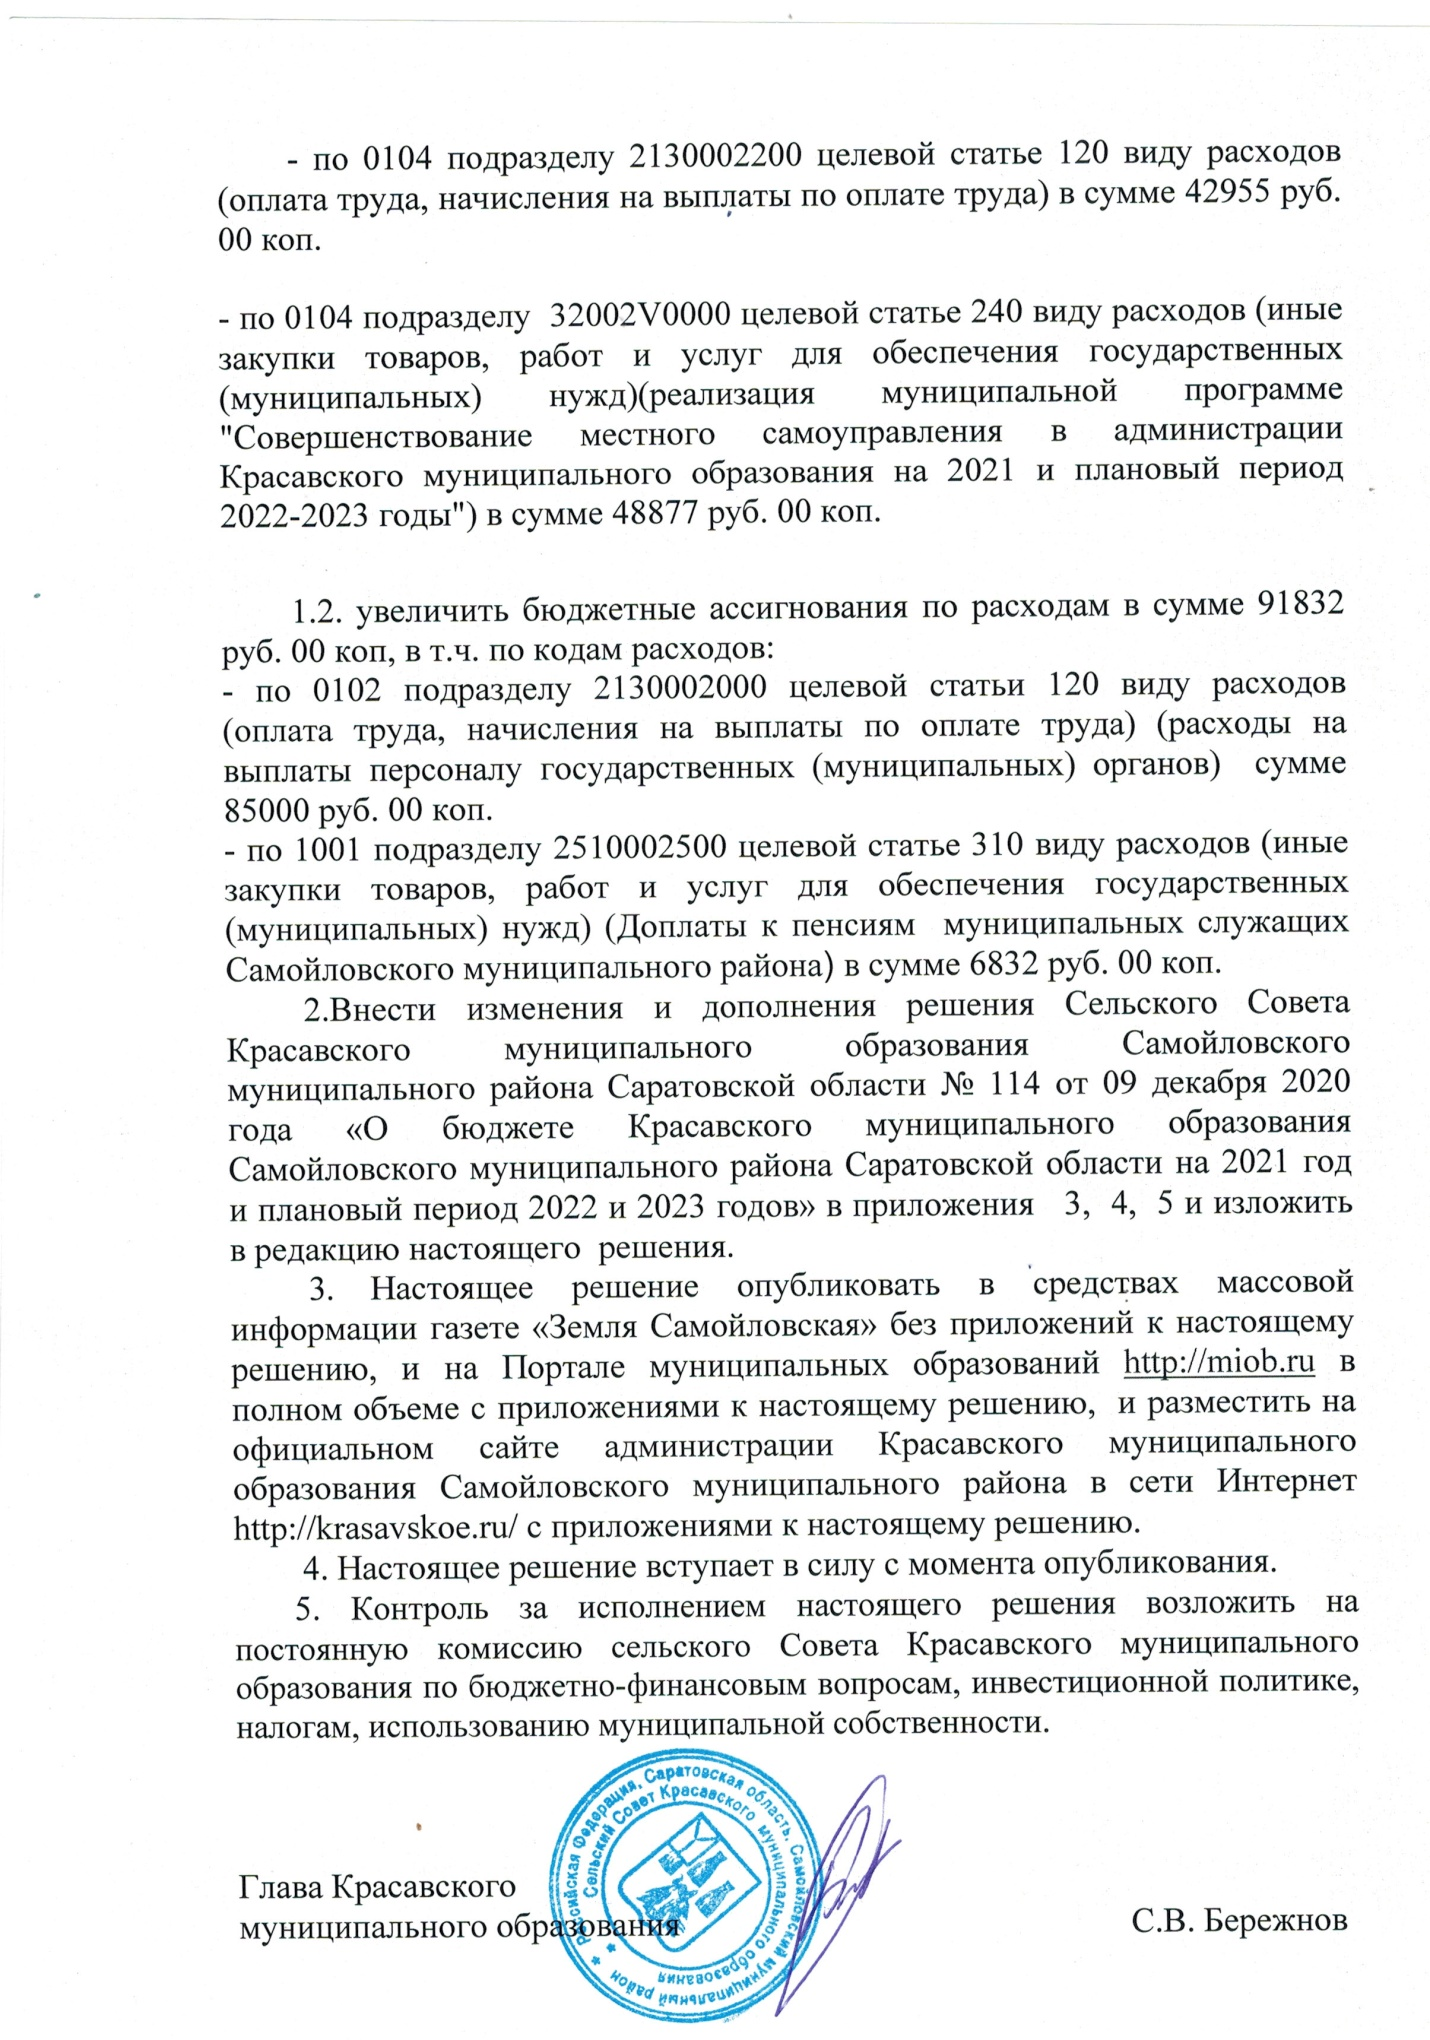 - по 0104 подразделу 2130002200 целевой статье 120 виду расходов
(оплата труда, начисления на выплаты по оплате труда) в сумме 42955 руб.
00 коп.
- по 0104 подразделу 32002V0000 целевой статье 240 виду расходов (иные
закупки товаров, работ и услуг для обеспечения государственных
(муниципальных) нужд)(реализация муниципальной программе
"Совершенствование местного самоуправления в администрации
Красавского муниципального образования на 2021 и плановый период
2022-2023 годы") в сумме 48877 руб. 00 коп.
1.2. увеличить бюджетные ассигнования по расходам в сумме 91832
руб. 00 коп, в т.ч. по кодам расходов:
- по 0102 подразделу 2130002000 целевой статьи 120 виду расходов
(оплата труда, начисления на выплаты по оплате труда) (расходы на
выплаты персоналу государственных (муниципальных) органов) сумме
85000 руб. 00 коп.
- по 1001 подразделу 2510002500 целевой статье 310 виду расходов (иные
закупки товаров, работ и услуг для обеспечения государственных
(муниципальных) нужд) (Доплаты к пенсиям муниципальных служащих
Самойловского муниципального района) в сумме 6832 руб. 00 коп.
2.Внести изменения и дополнения решения Сельского Совета
Красавского муниципального образования Самойловского
муниципального района Саратовской области № 114 от 09 декабря 2020
года «О бюджете Красавского муниципального образования
Самойловского муниципального района Саратовской области на 2021 год
и плановый период 2022 и 2023 годов» в приложения 3, 4, 5 и изложить
в редакцию настоящего решения.
3. Настоящее решение опубликовать в средствах массовой
информации газете «Земля Самойловская» без приложений к настоящему
решению, и на Портале муниципальных образований http://miob.ru в
полном объеме с приложениями к настоящему решению, и разместить на
официальном сайте администрации Красавского муниципального
образования Самойловского муниципального района в сети Интернет
http://krasavskoe.ru/ с приложениями к настоящему решению.
4. Настоящее решение вступает в силу с момента опубликования.
5. Контроль за исполнением настоящего решения возложить на
постоянную комиссию сельского Совета Красавского муниципального
образования по бюджетно-финансовым вопросам, инвестиционной политике,
налогам, использованию муниципальной собственности.
Российская Федерация, Саратовская область, Самойловский муниципальный район
Сельский Совет Красавского муниципального образования
Глава Красавского
муниципального образования
С.В. Бережнов